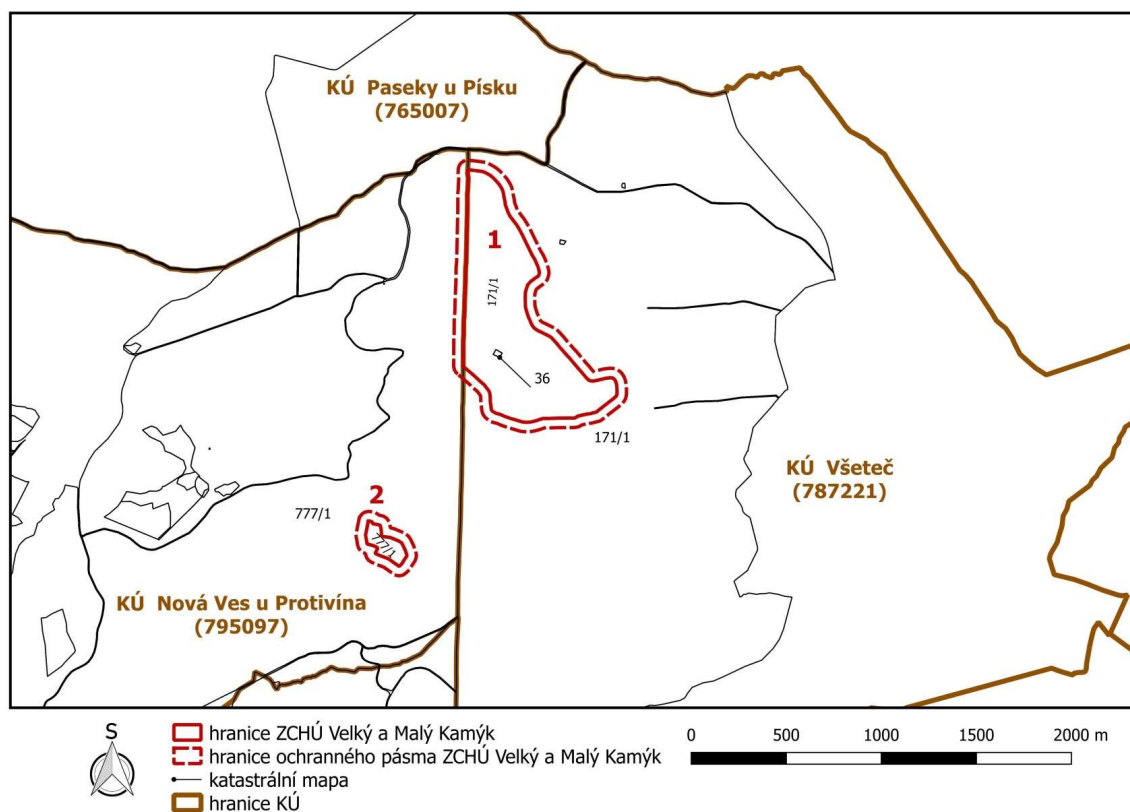 KÚ Paseky u Písku
(765007)
1
171/1
36
171/1
KÚ Všeteč
(787221)
2
777/1
777/1
KÚ Nová Ves u Protivína
(795097)
S
hranice ZCHÚ Velký a Malý Kamýk
hranice ochranného pásma ZCHÚ Velký a Malý Kamýk
katastrální mapa
hranice KÚ
0 500 1000 1500 2000 m